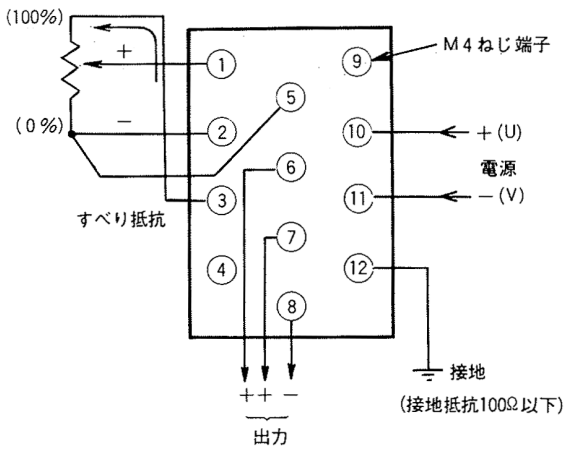 (100%)
+
①
⑨
M4ねじ端子
⑤
(0%)
−
②
⑩
+(U)
⑥
電源
③
⑪
−(V)
すべり抵抗
⑦
④
⑫
⑧
接地
(接地抵抗100Ω以下)
++−
出力